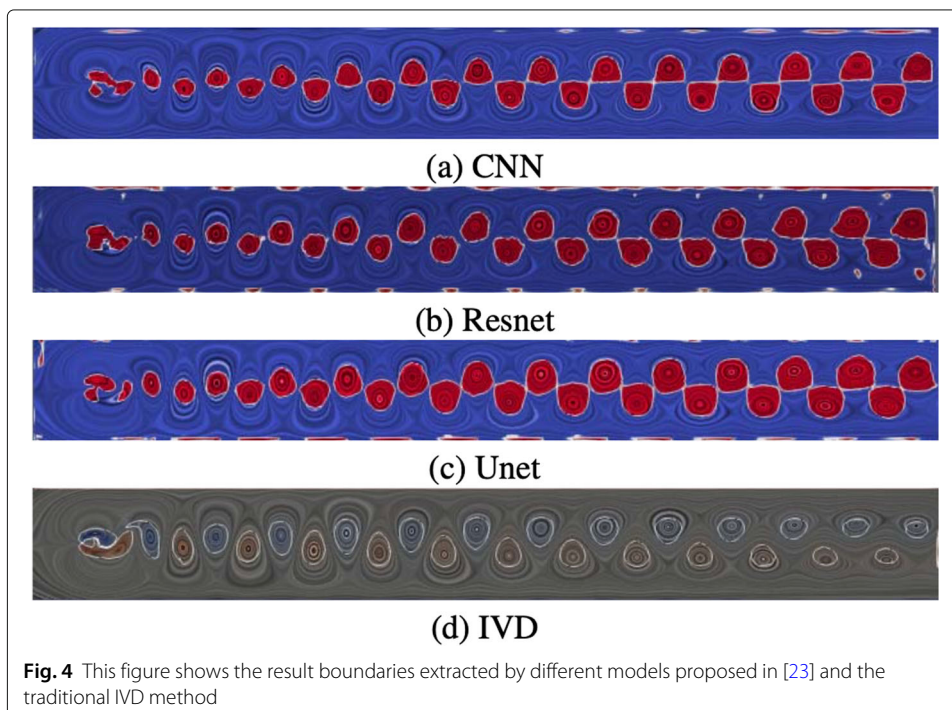 (a) CNN
(b) Resnet
(c) Unet
(d) IVD
Fig. 4 This figure shows the result boundaries extracted by different models proposed in [23] and the
traditional IVD method